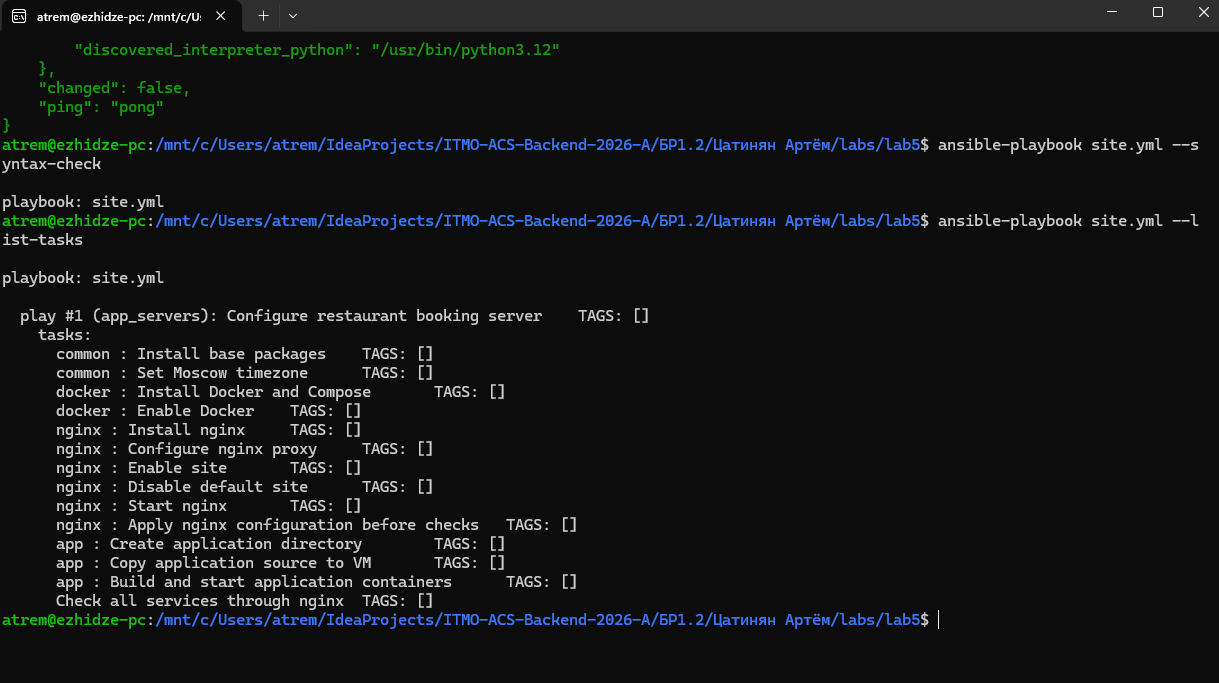 atrem@ezhidze-pc: /mnt/c/Us
"discovered_interpreter_python": "/usr/bin/python3.12"
},
"changed": false,
"ping": "pong"
}
atrem@ezhidze-pc:/mnt/c/Users/atrem/IdeaProjects/ITMO-ACS-Backend-2026-A/БР1.2/Цатинян Артём/labs/lab5$ ansible-playbook site.yml --s
yntax-check
playbook: site.yml
atrem@ezhidze-pc:/mnt/c/Users/atrem/IdeaProjects/ITMO-ACS-Backend-2026-A/БР1.2/Цатинян Артём/labs/lab5$ ansible-playbook site.yml --l
ist-tasks
playbook: site.yml
play #1 (app_servers): Configure restaurant booking server TAGS: []
tasks:
common : Install base packages TAGS: []
common : Set Moscow timezone TAGS: []
docker : Install Docker and Compose TAGS: []
docker : Enable Docker TAGS: []
nginx : Install nginx TAGS: []
nginx : Configure nginx proxy TAGS: []
nginx : Enable site TAGS: []
nginx : Disable default site TAGS: []
nginx : Start nginx TAGS: []
nginx : Apply nginx configuration before checks TAGS: []
app : Create application directory TAGS: []
app : Copy application source to VM TAGS: []
app : Build and start application containers TAGS: []
Check all services through nginx TAGS: []
atrem@ezhidze-pc:/mnt/c/Users/atrem/IdeaProjects/ITMO-ACS-Backend-2026-A/БР1.2/Цатинян Артём/labs/lab5$